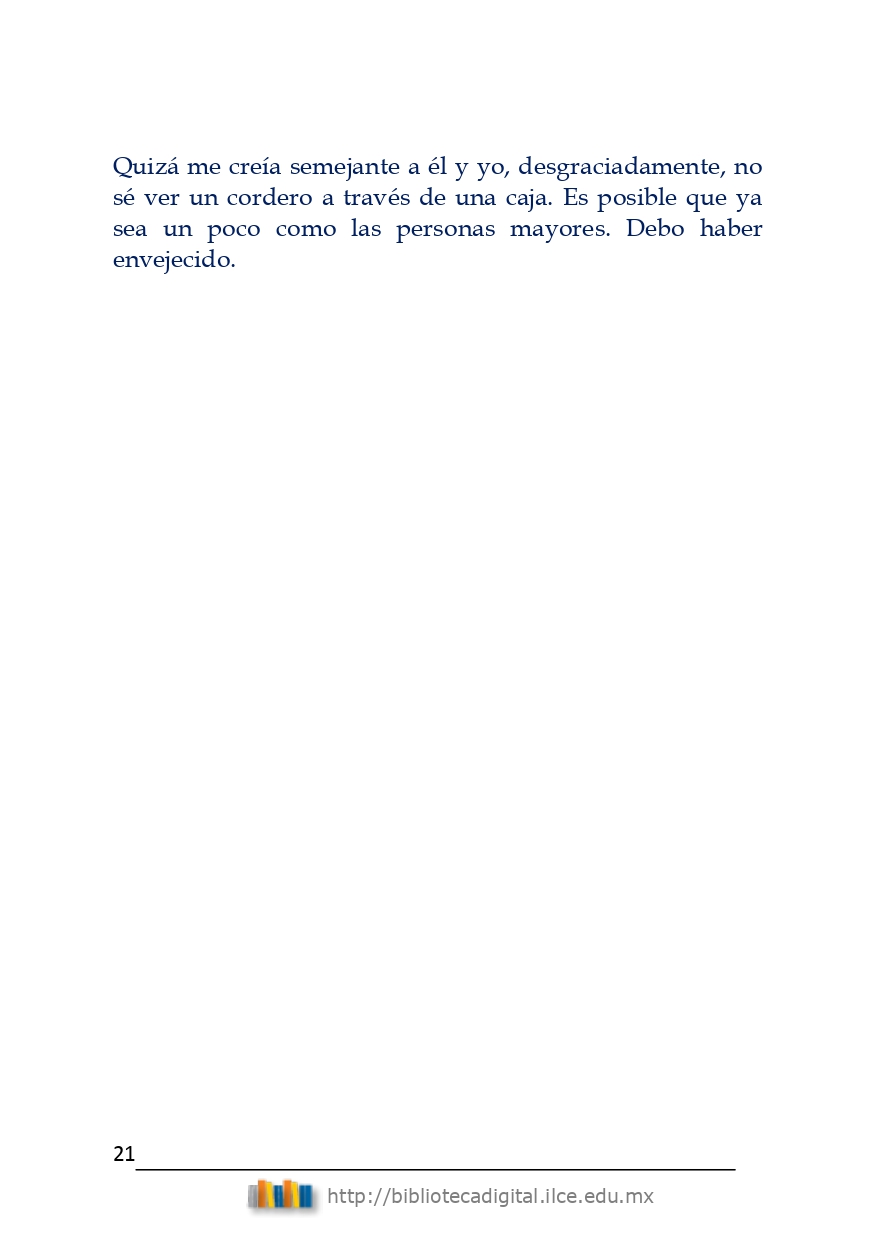 Quizá me creía semejante a él y yo, desgraciadamente, no
sé ver un cordero a través de una caja. Es posible que ya
sea un poco como las personas mayores. Debo haber
envejecido.
21
http://bibliotecadigital.ilce.edu.mx